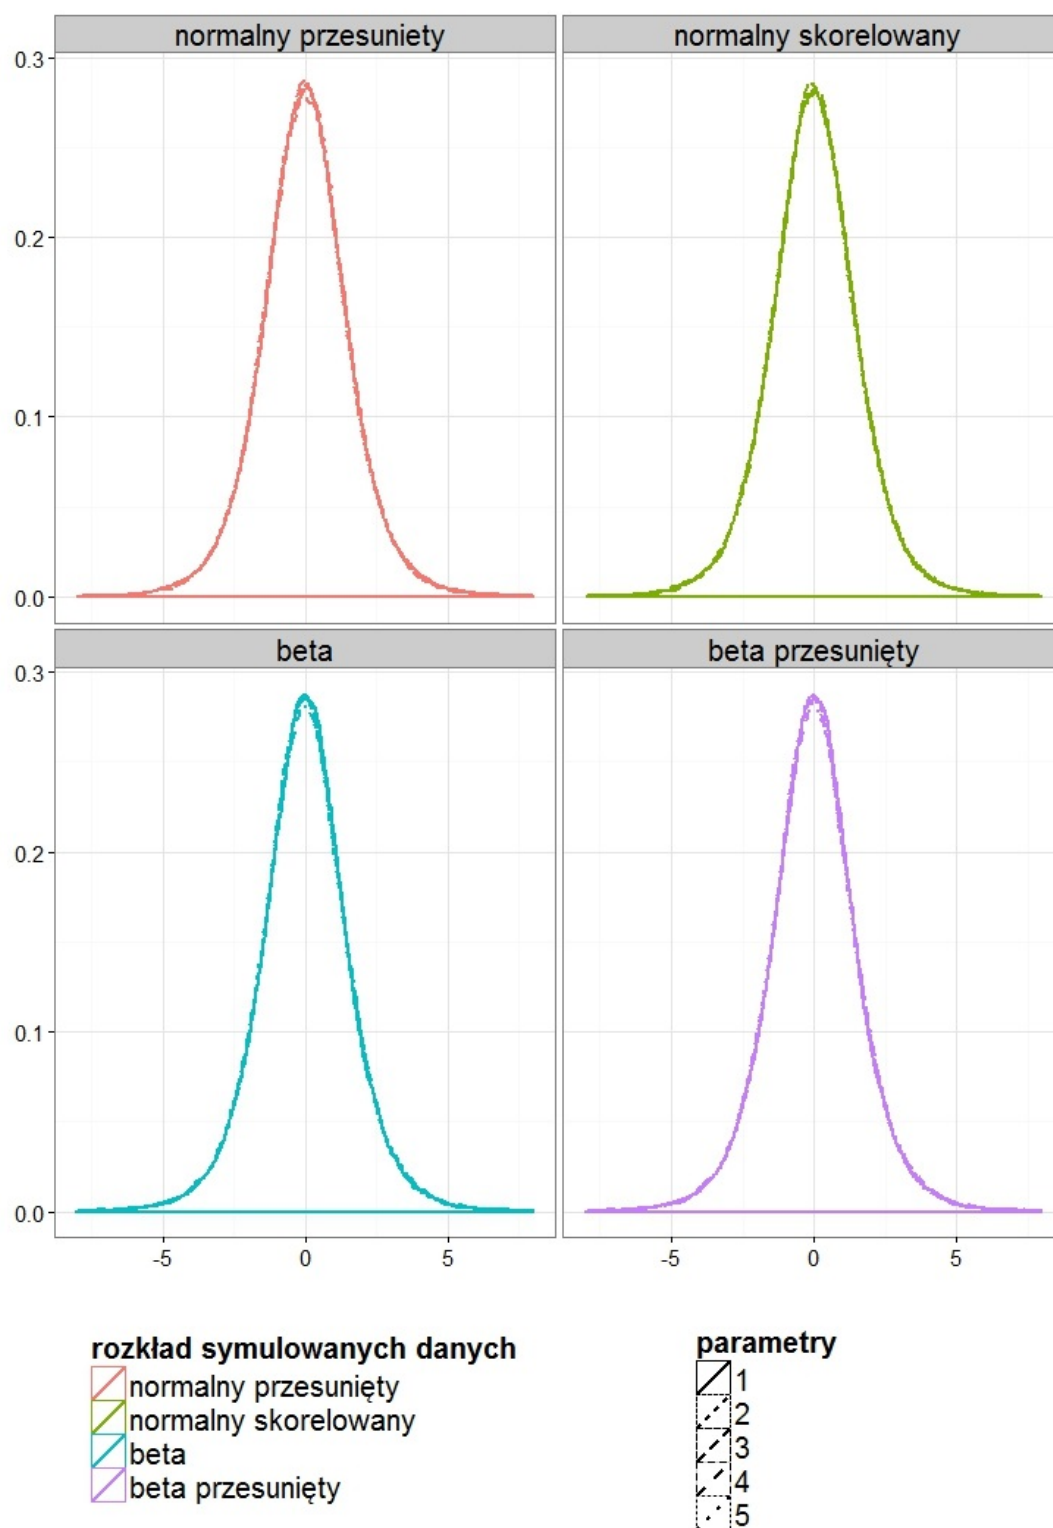 normalny przesuniety
normalny skorelowany
0.3
0.2
0.1
0.0
beta
beta przesunięty
0.3
0.2
0.1
0.0
-5
0
5
-5
0
5
rozkład symulowanych danych
normalny przesunięty
normalny skorelowany
beta
beta przesunięty
parametry
1
2
3
4
5